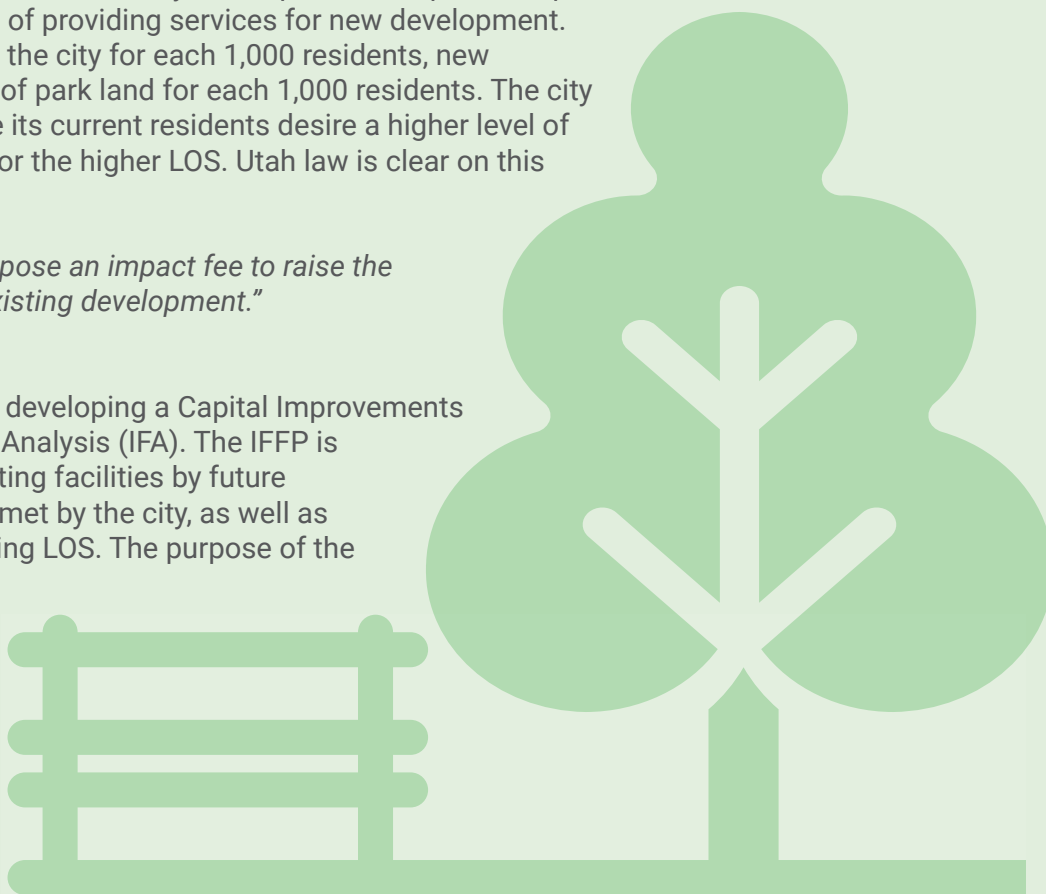 of providing services for new development.
the city for each 1,000 residents, new
of park land for each 1,000 residents. The city
its current residents desire a higher level of
or the higher LOS. Utah law is clear on this
pose an impact fee to raise the
isting development.”
developing a Capital Improvements
Analysis (IFA). The IFFP is
ting facilities by future
met by the city, as well as
ing LOS. The purpose of the